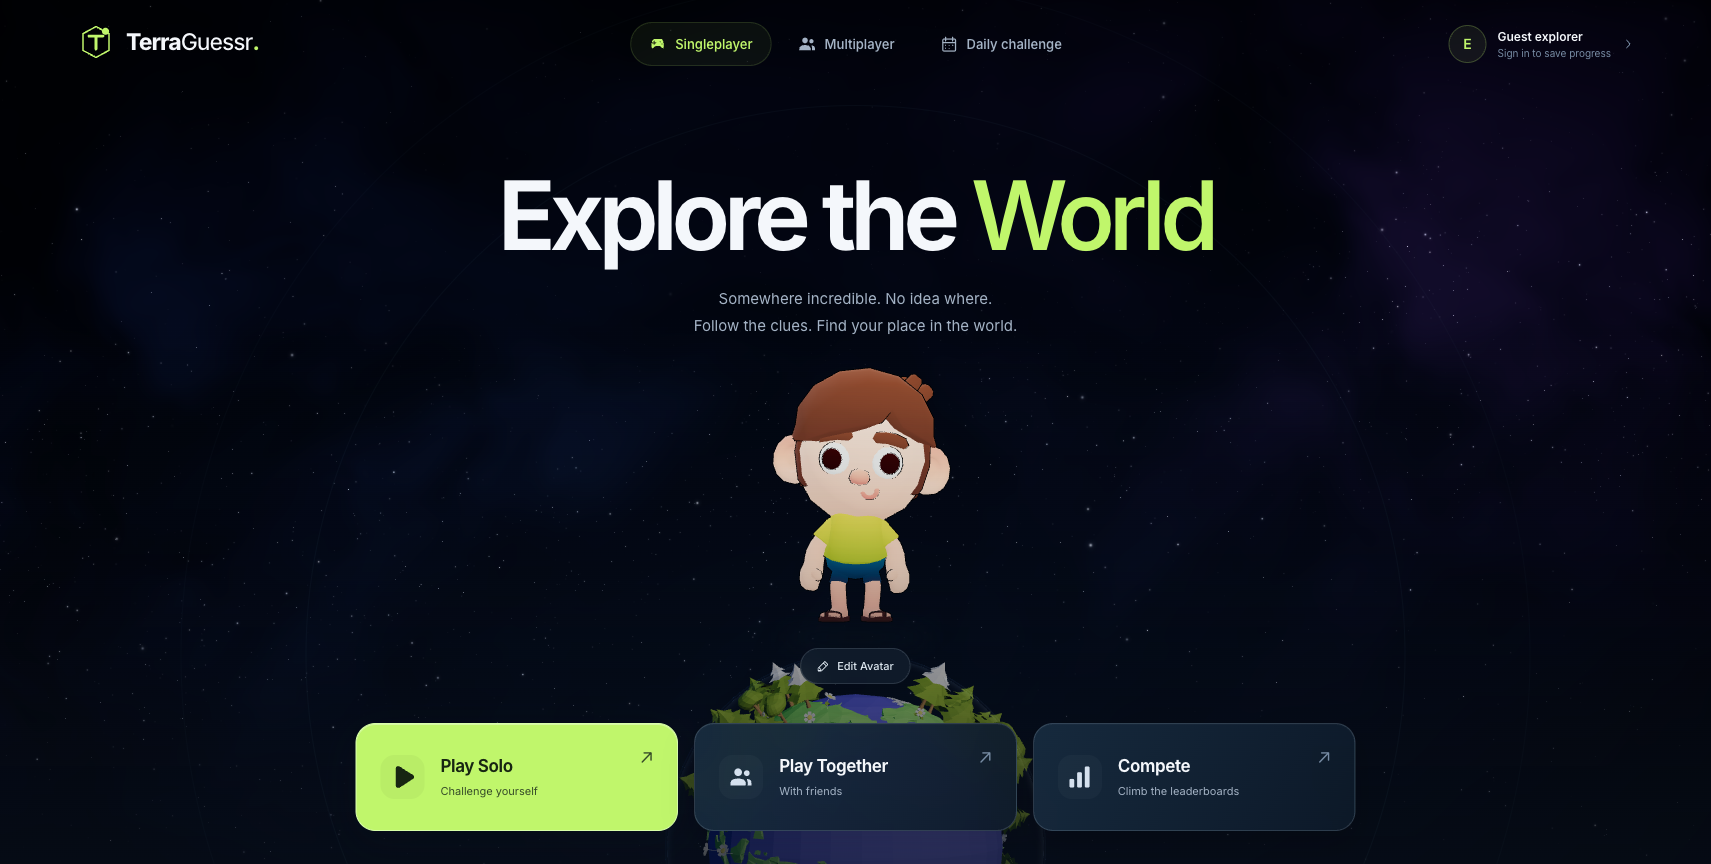 TerraGuessr.
Singleplayer
Multiplayer
Daily challenge
E
Guest explorer
Sign in to save progress
Explore the World
Somewhere incredible. No idea where.
Follow the clues. Find your place in the world.
Edit Avatar
Play Solo
Challenge yourself
Play Together
With friends
Compete
Climb the leaderboards